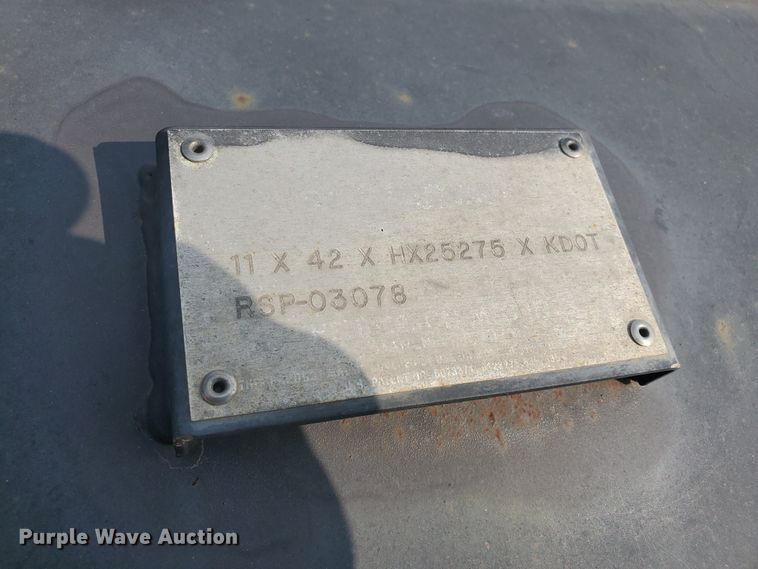 11 X 42 X HX25275 X KDOT
RSP-03078
Purple Wave Auction